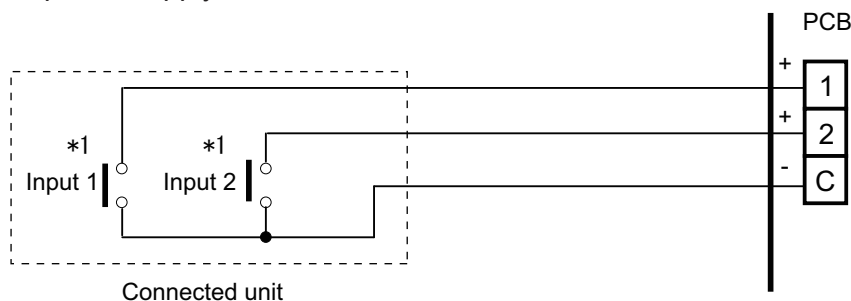 PCB
+
1
*1
*1
+
2
Input 1
Input 2
-
C
Connected unit